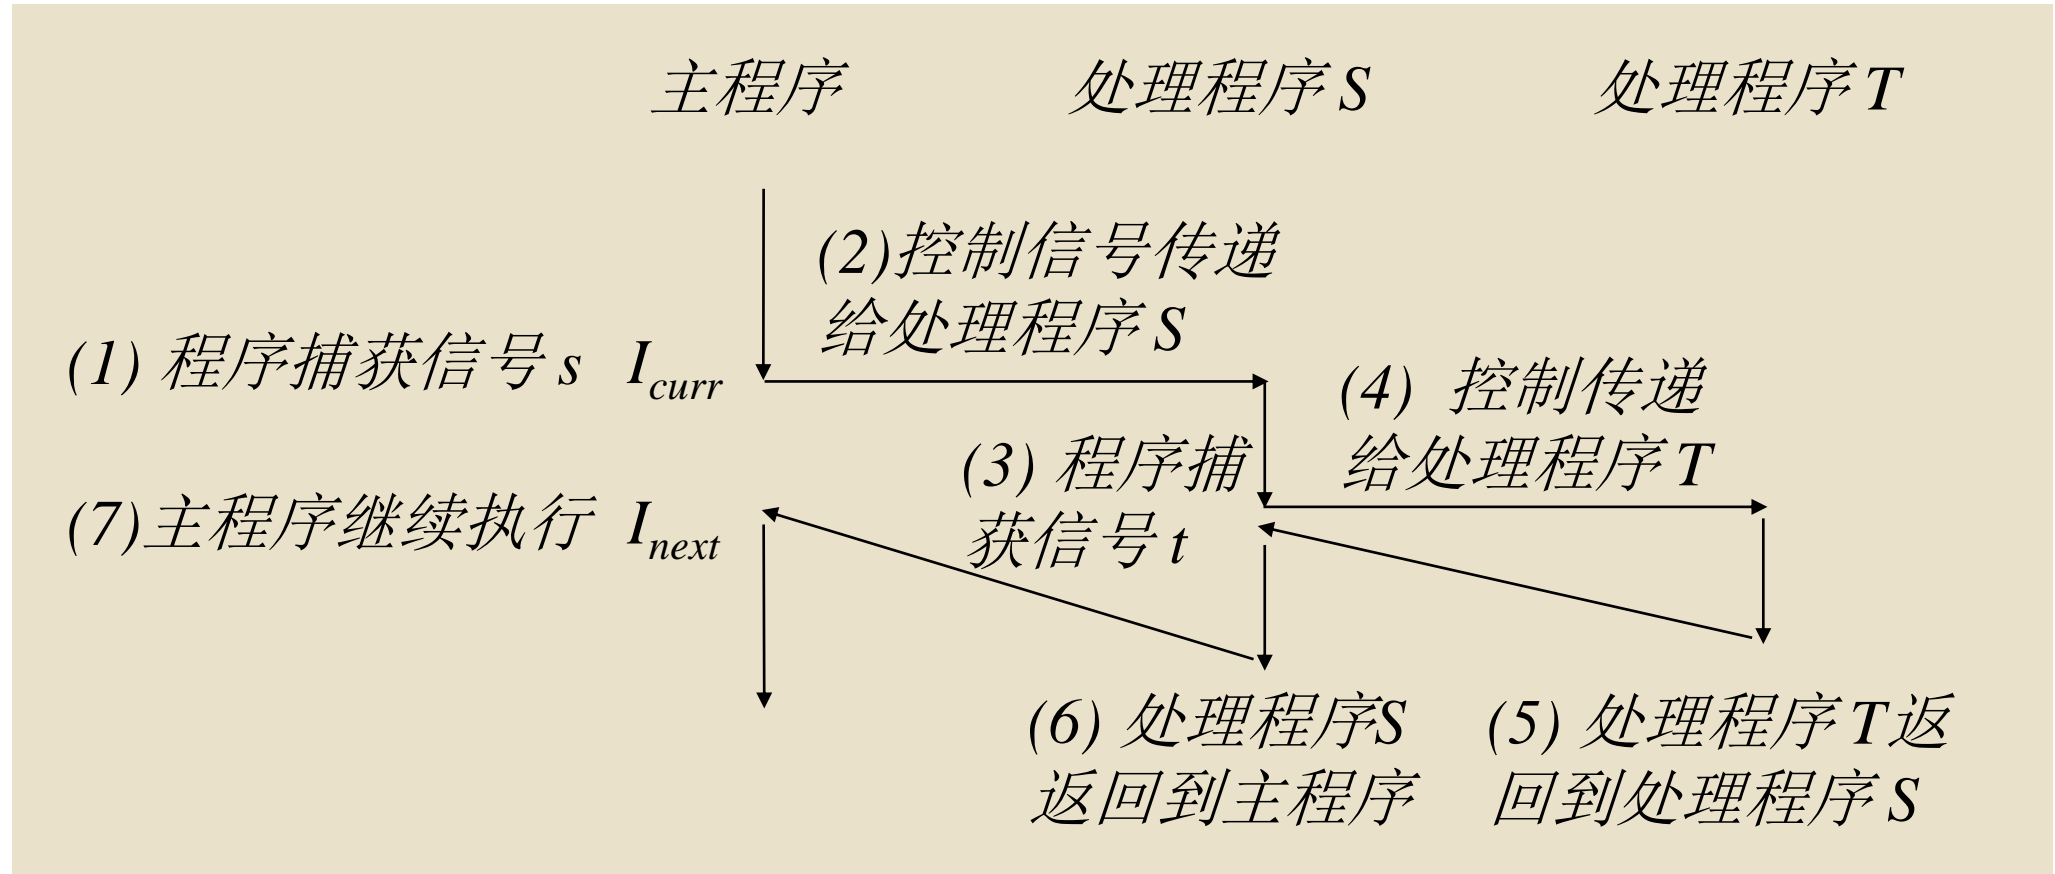 主程序 处理程序 S 处理程序 T
(2)控制信号传递
给处理程序 S
(1) 程序捕获信号 s I_curr
(4) 控制传递
给处理程序 T
(3) 程序捕
获信号 t
(7)主程序继续执行 I_next
(6) 处理程序S
返回到主程序
(5) 处理程序 T返
回到处理程序 S